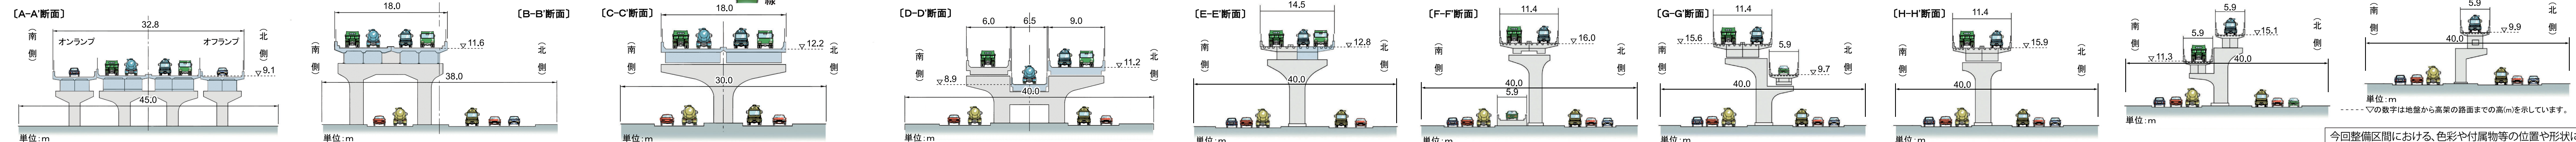 〔A-A'断面〕
32.8
(南側)
オンランプ
オフランプ
(北側)
▽9.1
45.0
単位:m
〔B-B'断面〕
18.0
(南側)
(北側)
▽11.6
38.0
〔C-C'断面〕
線
18.0
(南側)
(北側)
▽12.2
30.0
単位:m
〔D-D'断面〕
6.0
6.5
9.0
(南側)
(北側)
▽8.9
▽11.2
40.0
単位:m
〔E-E'断面〕
14.5
(南側)
(北側)
▽12.8
40.0
単位:m
〔F-F'断面〕
11.4
(南側)
(北側)
▽16.0
40.0
5.9
単位:m
〔G-G'断面〕
11.4
▽15.6
5.9
(南側)
(北側)
▽9.7
40.0
単位:m
〔H-H'断面〕
11.4
(南側)
(北側)
▽15.9
40.0
単位:m
5.9
(南側)
(北側)
5.9
▽15.1
▽11.3
40.0
単位:m
5.9
(北側)
▽9.9
40.0
単位:m
▽の数字は地盤から高架の路面までの高(m)を示しています。
今回整備区間における、色彩や付属物等の位置や形状に